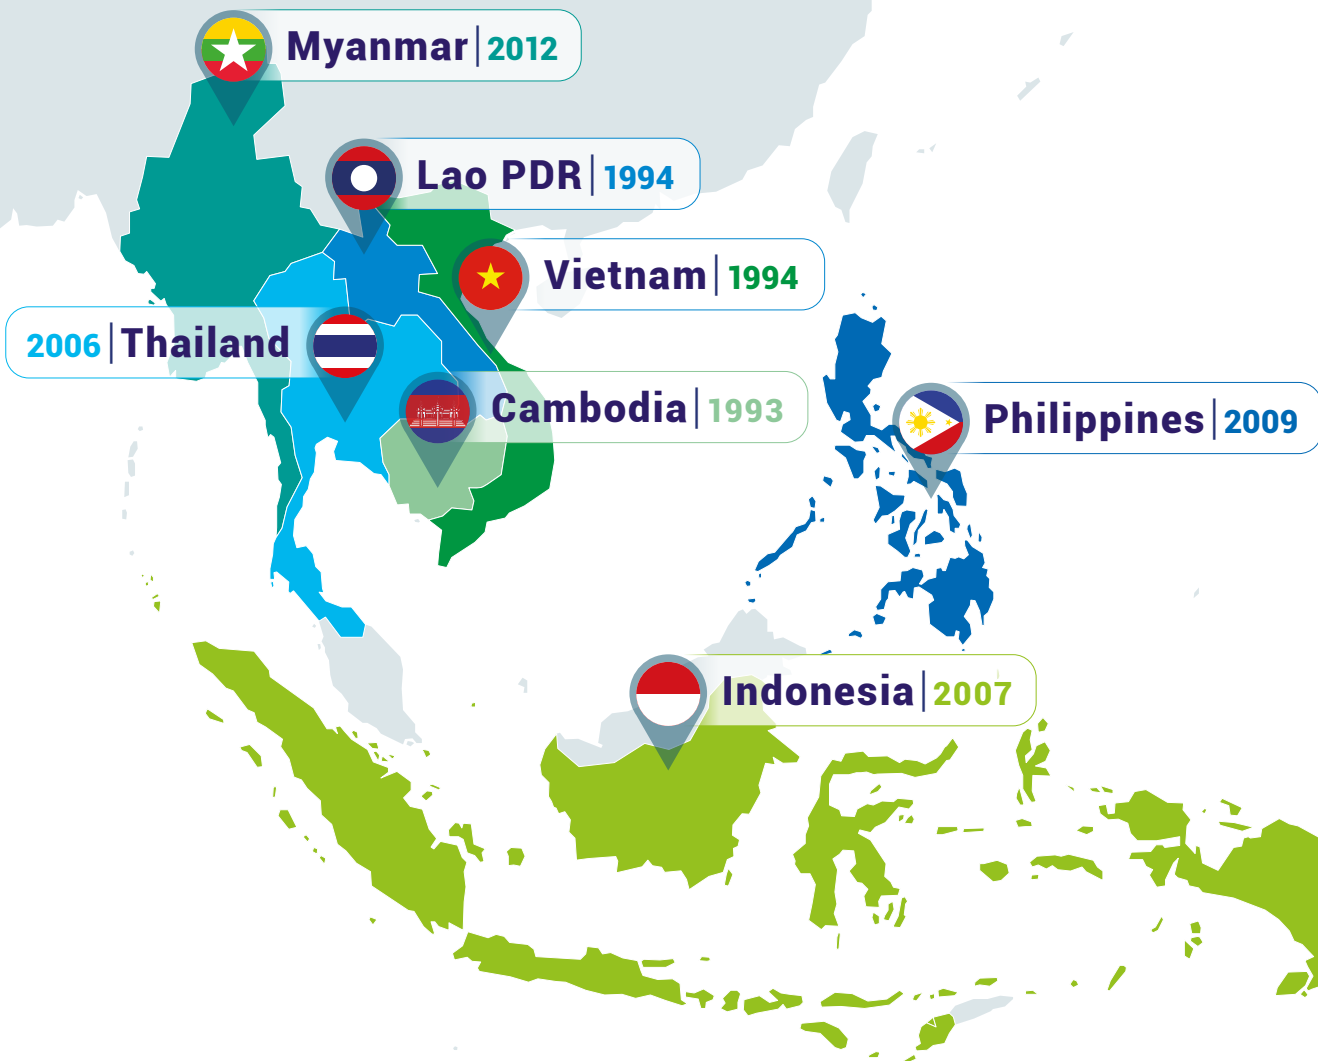 Myanmar|2012
Lao PDR|1994
Vietnam|1994
2006|Thailand
Cambodia|1993
Philippines|2009
Indonesia|2007